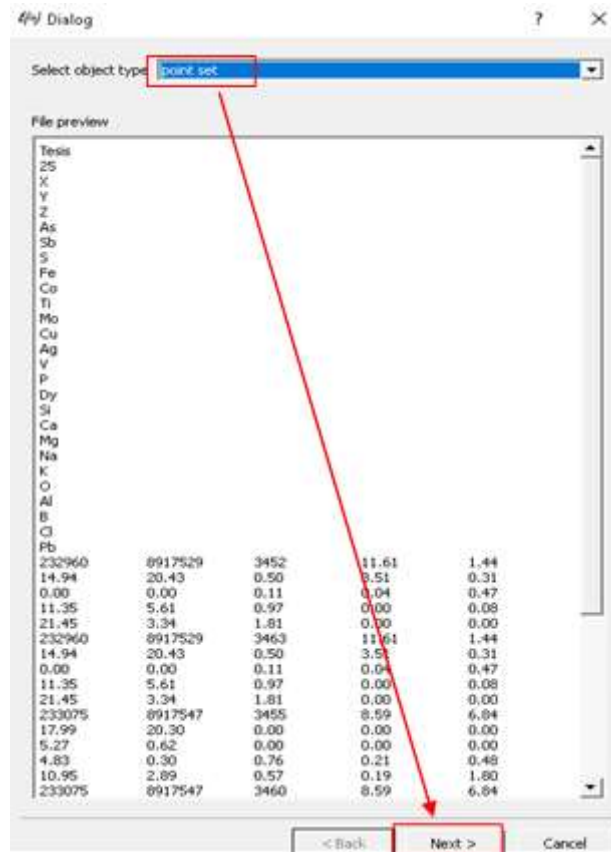 Dialog ? ×
Select object type point set
File preview
Tesis
25
X
Y
Z
As
Sb
S
Fe
Co
Ti
Mo
Cu
Ag
V
P
Dy
Si
Ca
Mg
Na
K
O
Al
B
Cl
Pb
232960 8917529 3452 11.61 1.44
14.94 20.43 0.50 3.51 0.31
0.00 0.00 0.11 0.04 0.47
11.35 5.61 0.97 0.00 0.08
21.45 3.34 1.81 0.00 0.00
232960 8917529 3463 11.61 1.44
14.94 20.43 0.50 3.51 0.31
0.00 0.00 0.11 0.04 0.47
11.35 5.61 0.97 0.00 0.08
21.45 3.34 1.81 0.00 0.00
233075 8917547 3455 8.59 6.84
17.99 20.30 0.00 0.00 0.00
5.27 0.62 0.00 0.00 0.00
4.83 0.30 0.76 0.21 0.48
10.95 2.89 0.57 0.19 1.80
233075 8917547 3460 8.59 6.84
< Back Next > Cancel